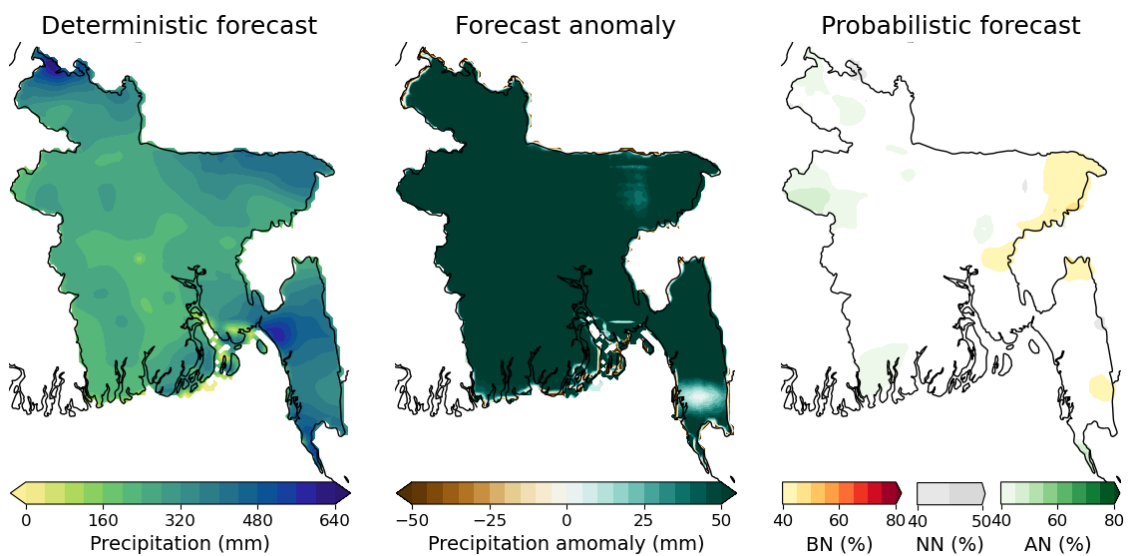 Deterministic forecast
Forecast anomaly
Probabilistic forecast
0 160 320 480 640
Precipitation (mm)
−50 −25 0 25 50
Precipitation amomaly (mm)
40 60 80
BN (%)
40 50
NN (%)
40 60 80
AN (%)